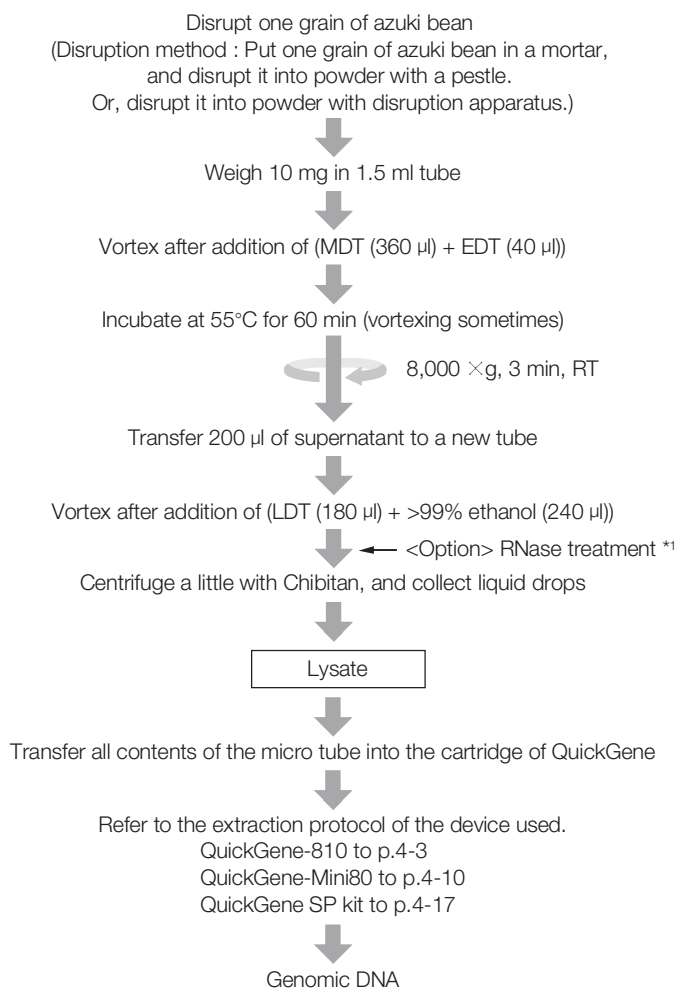 Disrupt one grain of azuki bean
(Disruption method : Put one grain of azuki bean in a mortar,
and disrupt it into powder with a pestle.
Or, disrupt it into powder with disruption apparatus.)
Weigh 10 mg in 1.5 ml tube
Vortex after addition of (MDT (360 µl) + EDT (40 µl))
Incubate at 55°C for 60 min (vortexing sometimes)
8,000 ×g, 3 min, RT
Transfer 200 µl of supernatant to a new tube
Vortex after addition of (LDT (180 µl) + >99% ethanol (240 µl))
<Option> RNase treatment *1
Centrifuge a little with Chibitan, and collect liquid drops
Lysate
Transfer all contents of the micro tube into the cartridge of QuickGene
Refer to the extraction protocol of the device used.
QuickGene-810 to p.4-3
QuickGene-Mini80 to p.4-10
QuickGene SP kit to p.4-17
Genomic DNA